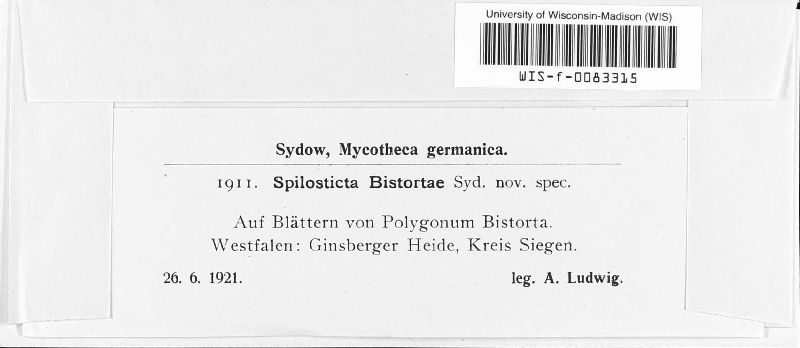 University of Wisconsin-Madison (WIS)
WIS-f-0083315
Sydow, Mycotheca germanica.
1911. Spilosticta Bistortae Syd. nov. spec.
Auf Blättern von Polygonum Bistorta.
Westfalen: Ginsberger Heide, Kreis Siegen.
26. 6. 1921. leg. A. Ludwig.